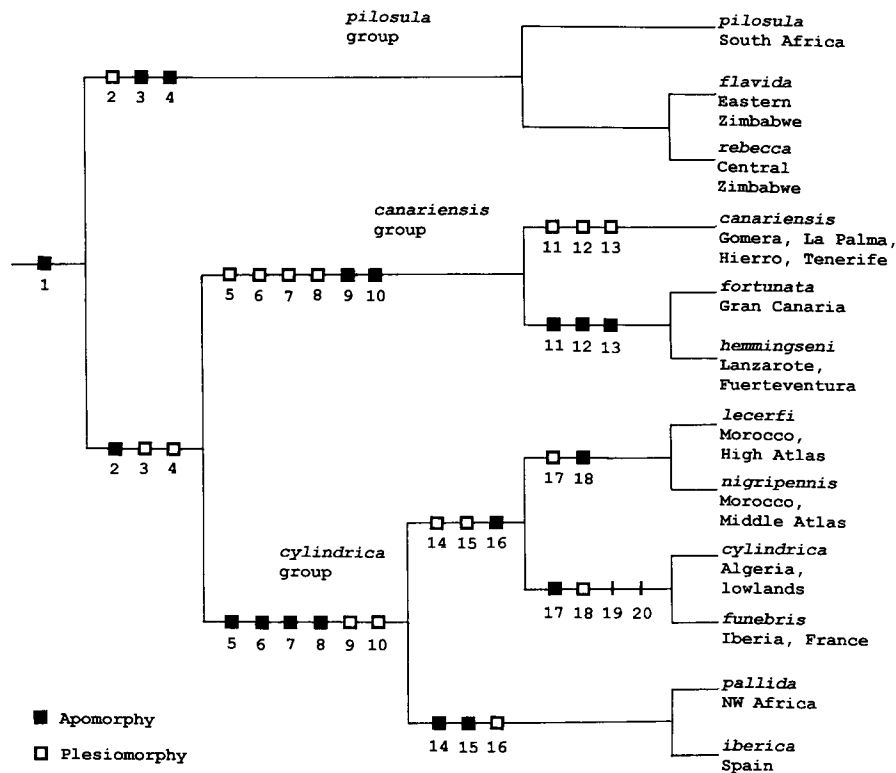 pilosula
group
pilosula
South Africa
2 3 4
flavida
Eastern
Zimbabwe
rebecca
Central
Zimbabwe
canariensis
group
canariensis
Gomera, La Palma,
Hierro, Tenerife
11 12 13
1
5 6 7 8 9 10
fortunata
Gran Canaria
11 12 13
hemmingseni
Lanzarote,
Fuerteventura
lecerfi
Morocco,
High Atlas
2 3 4
17 18
nigripennis
Morocco,
Middle Atlas
14 15 16
cylindrica
group
cylindrica
Algeria,
lowlands
17 18 19 20
funebris
Iberia, France
5 6 7 8 9 10
pallida
NW Africa
14 15 16
iberica
Spain
Apomorphy
Plesiomorphy